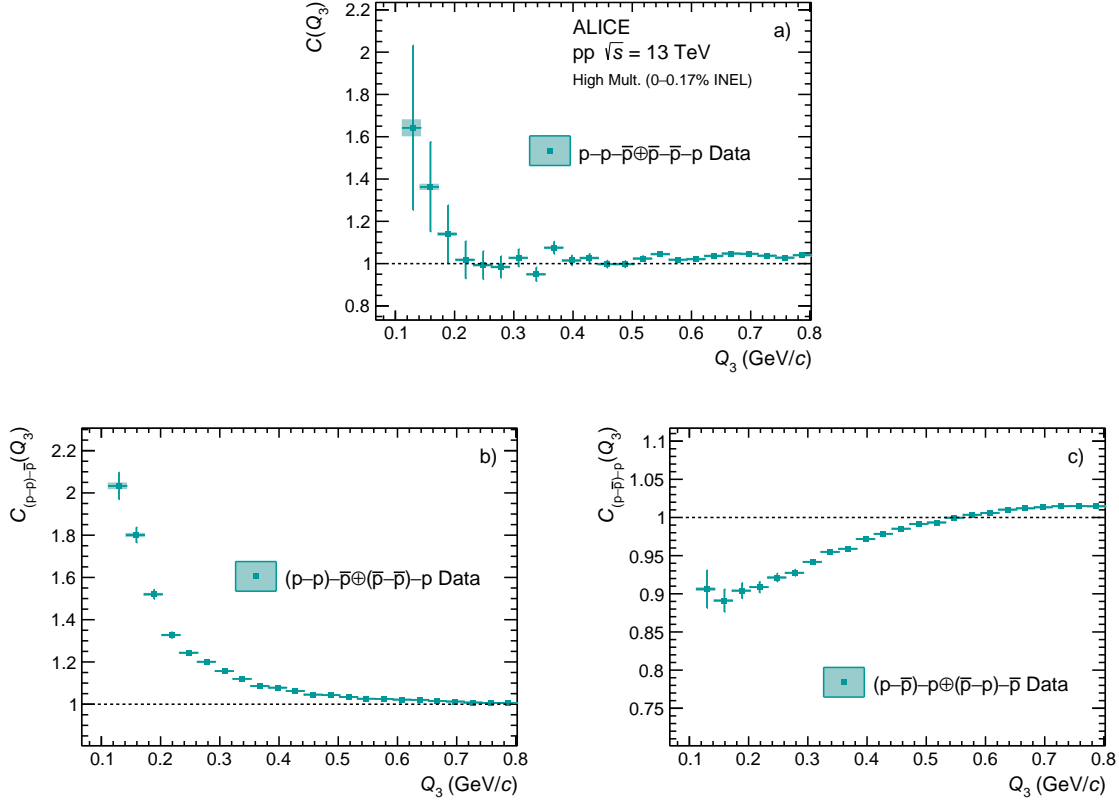 C(Q₃)
2.2
2
1.8
1.6
1.4
1.2
1
0.8
ALICE
a)
pp √s = 13 TeV
High Mult. (0–0.17% INEL)
p–p–p̅⊕p̅–p̅–p Data
0.1 0.2 0.3 0.4 0.5 0.6 0.7 0.8
Q₃ (GeV/c)
C₍p–p₎–p̅(Q₃)
2.2
2
1.8
1.6
1.4
1.2
1
b)
(p–p)–p̅⊕(p̅–p̅)–p Data
0.1 0.2 0.3 0.4 0.5 0.6 0.7 0.8
Q₃ (GeV/c)
C₍p–p̅₎–p(Q₃)
1.1
1.05
1
0.95
0.9
0.85
0.8
0.75
c)
(p–p̅)–p⊕(p̅–p)–p̅ Data
0.1 0.2 0.3 0.4 0.5 0.6 0.7 0.8
Q₃ (GeV/c)